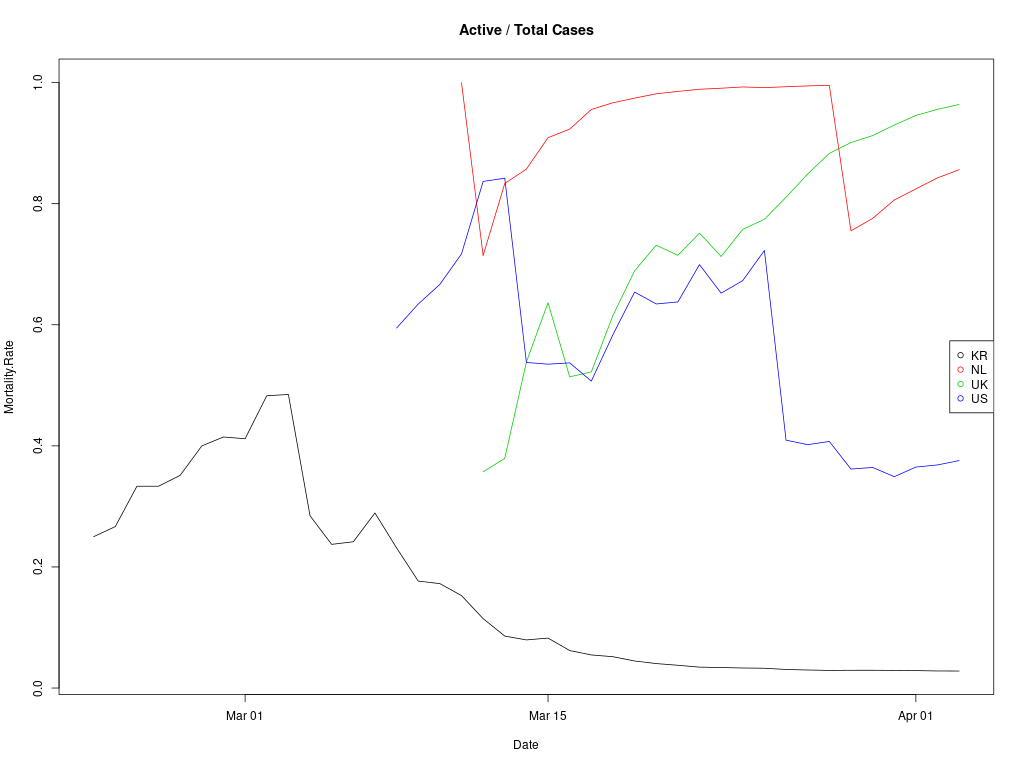 Active / Total Cases
Mortality.Rate
1.0
0.8
0.6
0.4
0.2
0.0
KR
NL
UK
US
Mar 01
Mar 15
Apr 01
Date